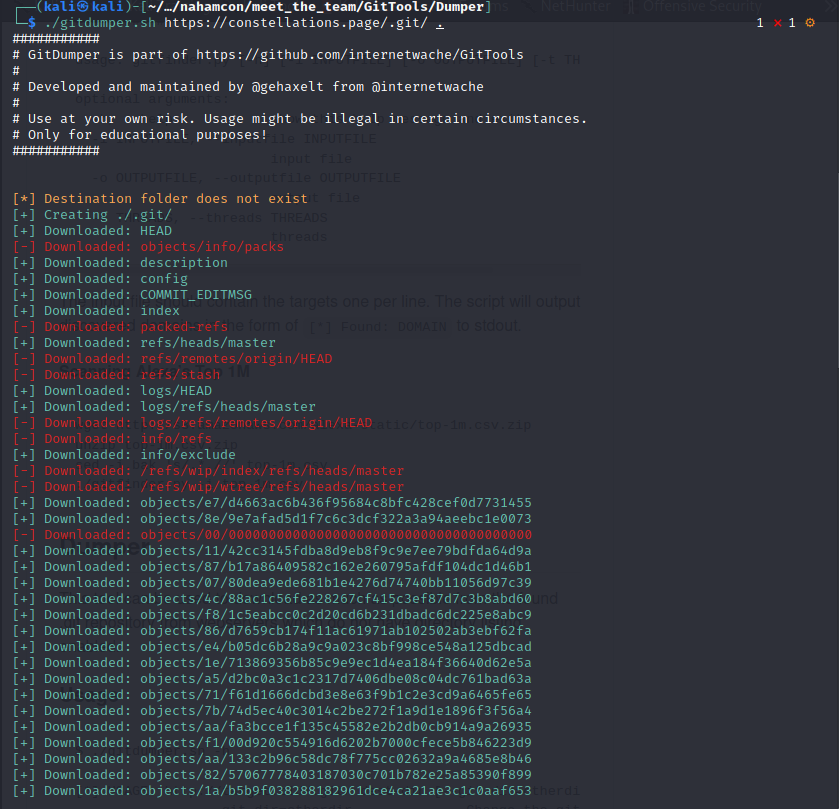 (kali㉿kali)-[~/…/nahamcon/meet_the_team/GitTools/Dumper]
$ ./gitdumper.sh https://constellations.page/.git/ . 1 ⨯ 1 ⚙
###########
# GitDumper is part of https://github.com/internetwache/GitTools
#
# Developed and maintained by @gehaxelt from @internetwache
#
# Use at your own risk. Usage might be illegal in certain circumstances.
# Only for educational purposes!
###########
[*] Destination folder does not exist
[+] Creating ./.git/
[+] Downloaded: HEAD
[-] Downloaded: objects/info/packs
[+] Downloaded: description
[+] Downloaded: config
[+] Downloaded: COMMIT_EDITMSG
[+] Downloaded: index
[-] Downloaded: packed-refs
[+] Downloaded: refs/heads/master
[-] Downloaded: refs/remotes/origin/HEAD
[-] Downloaded: refs/stash
[+] Downloaded: logs/HEAD
[+] Downloaded: logs/refs/heads/master
[-] Downloaded: logs/refs/remotes/origin/HEAD
[-] Downloaded: info/refs
[+] Downloaded: info/exclude
[-] Downloaded: /refs/wip/index/refs/heads/master
[-] Downloaded: /refs/wip/wtree/refs/heads/master
[+] Downloaded: objects/e7/d4663ac6b436f95684c8bfc428cef0d7731455
[+] Downloaded: objects/8e/9e7afad5d1f7c6c3dcf322a3a94aeebc1e0073
[-] Downloaded: objects/00/00000000000000000000000000000000000000
[+] Downloaded: objects/11/42cc3145fdba8d9eb8f9c9e7ee79bdfda64d9a
[+] Downloaded: objects/87/b17a86409582c162e260795afdf104dc1d46b1
[+] Downloaded: objects/07/80dea9ede681b1e4276d74740bb11056d97c39
[+] Downloaded: objects/4c/88ac1c56fe228267cf415c3ef87d7c3b8abd60
[+] Downloaded: objects/f8/1c5eabcc0c2d20cd6b231dbadc6dc225e8abc9
[+] Downloaded: objects/86/d7659cb174f11ac61971ab102502ab3ebf62fa
[+] Downloaded: objects/e4/b05dc6b28a9c9a023c8bf998ce548a125dbcad
[+] Downloaded: objects/1e/713869356b85c9e9ec1d4ea184f36640d62e5a
[+] Downloaded: objects/a5/d2bc0a3c1c2317d7406dbe08c04dc761bad63a
[+] Downloaded: objects/71/f61d1666dcbd3e8e63f9b1c2e3cd9a6465fe65
[+] Downloaded: objects/7b/74d5ec40c3014c2be272f1a9d1e1896f3f56a4
[+] Downloaded: objects/aa/fa3bcce1f135c45582e2b2db0cb914a9a26935
[+] Downloaded: objects/f1/00d920c554916d6202b7000cfece5b846223d9
[+] Downloaded: objects/aa/133c2b96c58dc78f775cc02632a9a4685e8b46
[+] Downloaded: objects/82/57067778403187030c701b782e25a85390f899
[+] Downloaded: objects/1a/b5b9f038288182961dce4ca21ae3c1c0aaf653